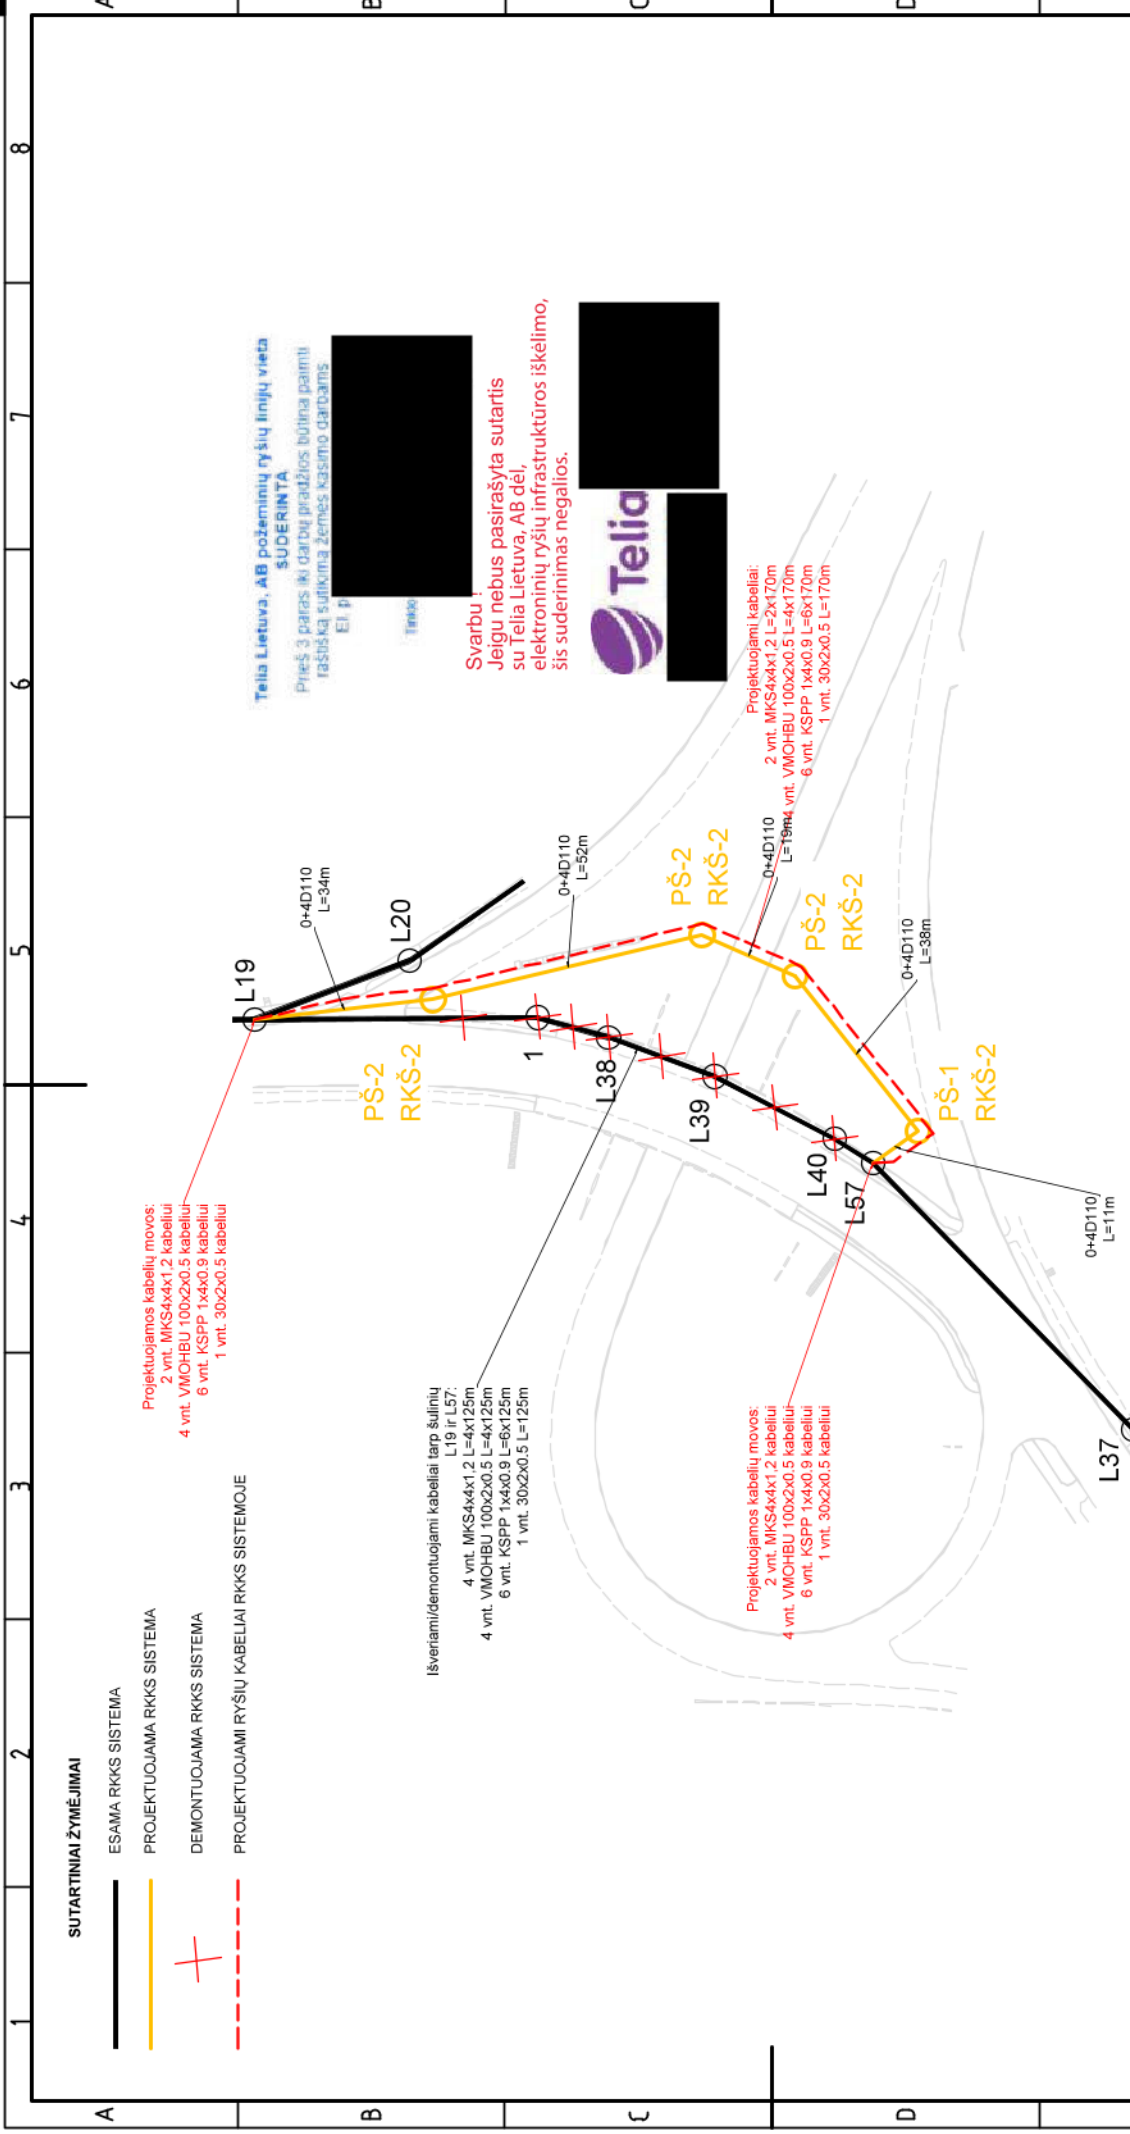 SUTARTINIAI ŽYMĖJIMAI
ESAMA RKKS SISTEMA
PROJEKTUOJAMA RKKS SISTEMA
DEMONTUOJAMA RKKS SISTEMA
PROJEKTUOJAMI RYŠIŲ KABELIAI RKKS SISTEMOJE
Projektuojamos kabelių movos:
2 vnt. MKS4x4x1,2 kabeliui
4 vnt. VMOHBU 100x2x0.5 kabeliui
6 vnt. KSPP 1x4x0.9 kabeliui
1 vnt. 30x2x0.5 kabeliui
Išveriami/demontuojami kabeliai tarp šulinių
L19 ir L57:
4 vnt. MKS4x4x1,2 L=4x125m
4 vnt. VMOHBU 100x2x0.5 L=4x125m
6 vnt. KSPP 1x4x0.9 L=6x125m
1 vnt. 30x2x0.5 L=125m
Projektuojamos kabelių movos:
2 vnt. MKS4x4x1,2 kabeliui
4 vnt. VMOHBU 100x2x0.5 kabeliui
6 vnt. KSPP 1x4x0.9 kabeliui
1 vnt. 30x2x0.5 kabeliui
L19
L20
1
L38
L39
L40
L57
L37
0+4D110
L=34m
0+4D110
L=52m
0+4D110
L=19m
0+4D110
L=38m
0+4D110
L=11m
PŠ-2
RKŠ-2
PŠ-2
RKŠ-2
PŠ-2
RKŠ-2
PŠ-1
RKŠ-2
Projektuojami kabeliai:
2 vnt. MKS4x4x1,2 L=2x170m
4 vnt. VMOHBU 100x2x0.5 L=4x170m
6 vnt. KSPP 1x4x0.9 L=6x170m
1 vnt. 30x2x0.5 L=170m
Telia Lietuva, AB požeminių ryšių linijų vieta
SUDERINTA
Prieš 3 paras iki darbų pradžios būtina paimti
raštišką sutikimą žemės kasimo darbams
El. p
Svarbu !
Jeigu nebus pasirašyta sutartis
su Telia Lietuva, AB dėl,
elektroninių ryšių infrastruktūros iškėlimo,
šis suderinimas negalios.
Telia
1
2
3
4
5
6
7
8
A
B
C
D
A
B
C
D